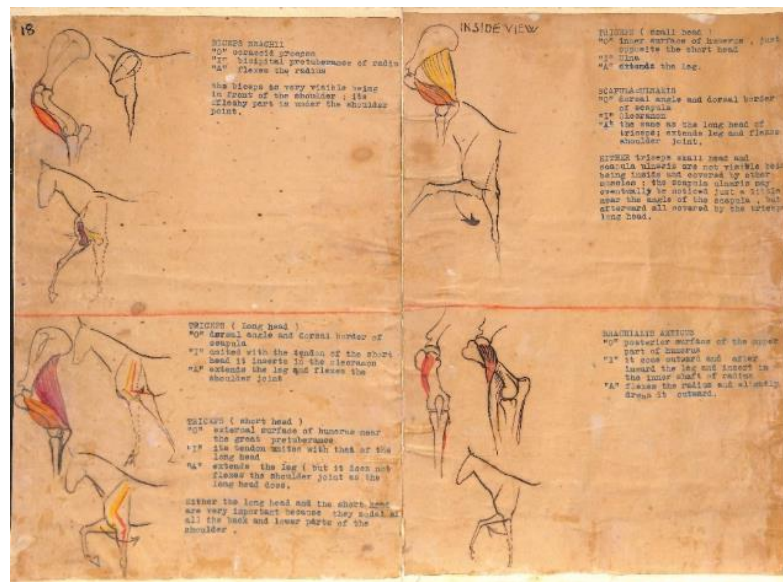 18
BICEPS BRACHII
"O" coracoid process
"I" bicipital protuberance of radius
"A" flexes the radius
the biceps is very visible being
in front of the shoulder ; its
fleshy part is under the shoulder
point.
TRICEPS ( long head )
"O" dorsal angle and dorsal border of
scapula
"I" united with the tendon of the short
head it inserts in the olecranon
"A" extends the leg and flexes the
shoulder joint
TRICEPS ( short head )
"O" external surface of humerus near
the great protuberance
"I" its tendon unites with that of the
long head
"A" extends the leg ( but it does not
flexes the shoulder joint as the
long head does.
Either the long head and the short head
are very important because they model
all the back and lower parts of the
shoulder .
INSIDE VIEW
TRICEPS ( small head )
"O" inner surface of humerus , just
opposite the short head
"I" Ulna
"A" extends the leg.
SCAPULA-ULNARIS
"O" dorsal angle and dorsal border
of scapula
"I" Olecranon
"A" the same as the long head of
triceps; extends leg and flexes
shoulder joint.
EITHER triceps small head and
scapula ulnaris are not visible
being inside and covered by other
muscles ; the scapula ulnaris may
eventually be noticed just a little
near the angle of the scapula , but
afterward all covered by the triceps
long head.
BRACHIALIS ANTICUS
"O" posterior surface of the upper
part of humerus
"I" it goes outward and after
inward the leg and insert in
the inner shaft of radius
"A" flexes the radius and slightly
draws it outward.